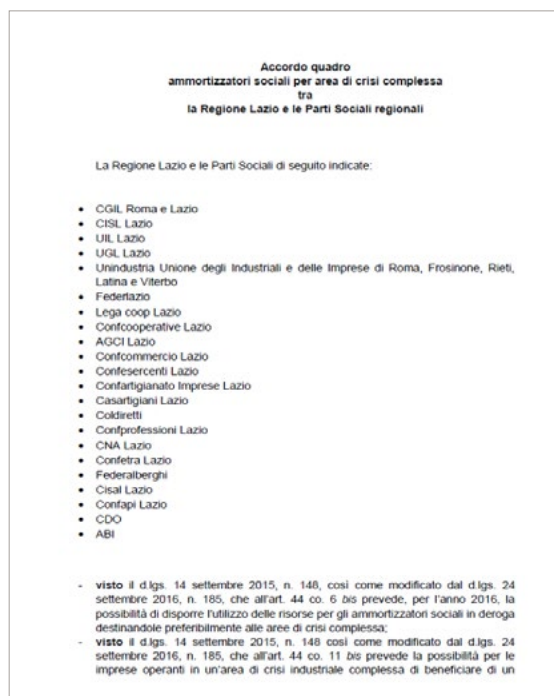 Accordo quadro
ammortizzatori sociali per area di crisi complessa
tra
la Regione Lazio e le Parti Sociali regionali
La Regione Lazio e le Parti Sociali di seguito indicate:
• CGIL Roma e Lazio
• CISL Lazio
• UIL Lazio
• UGL Lazio
• Unindustria Unione degli Industriali e delle Imprese di Roma, Frosinone, Rieti,
Latina e Viterbo
• Federlazio
• Lega coop Lazio
• Confcooperative Lazio
• AGCI Lazio
• Confcommercio Lazio
• Confesercenti Lazio
• Confartigianato Imprese Lazio
• Casartigiani Lazio
• Coldiretti
• Confprofessioni Lazio
• CNA Lazio
• Confetra Lazio
• Federalberghi
• Cisal Lazio
• Confapi Lazio
• CDO
• ABI
- visto il d.lgs. 14 settembre 2015, n. 148, così come modificato dal d.lgs. 24
settembre 2016, n. 185, che all'art. 44 co. 6 bis prevede, per l'anno 2016, la
possibilità di disporre l'utilizzo delle risorse per gli ammortizzatori sociali in deroga
destinandole preferibilmente alle aree di crisi complessa;
- visto il d.lgs. 14 settembre 2015, n. 148 così come modificato dal d.lgs. 24
settembre 2016, n. 185, che all'art. 44 co. 11 bis prevede la possibilità per le
imprese operanti in un'area di crisi industriale complessa di beneficiare di un